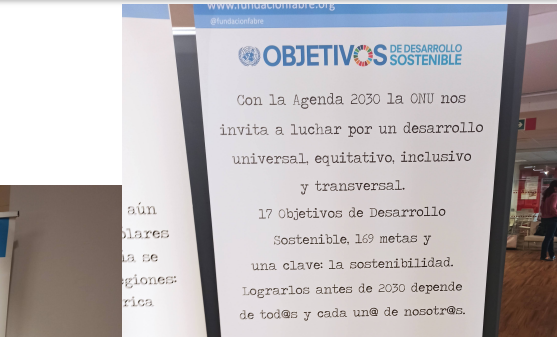 www.fundacionfabre.org
@fundacionfabre
OBJETIVOS DE DESARROLLO
SOSTENIBLE
Con la Agenda 2030 la ONU nos
invita a luchar por un desarrollo
universal, equitativo, inclusivo
y transversal.
17 Objetivos de Desarrollo
Sostenible, 169 metas y
una clave: la sostenibilidad.
Lograrlos antes de 2030 depende
de tod@s y cada un@ de nosotr@s.
aún
se